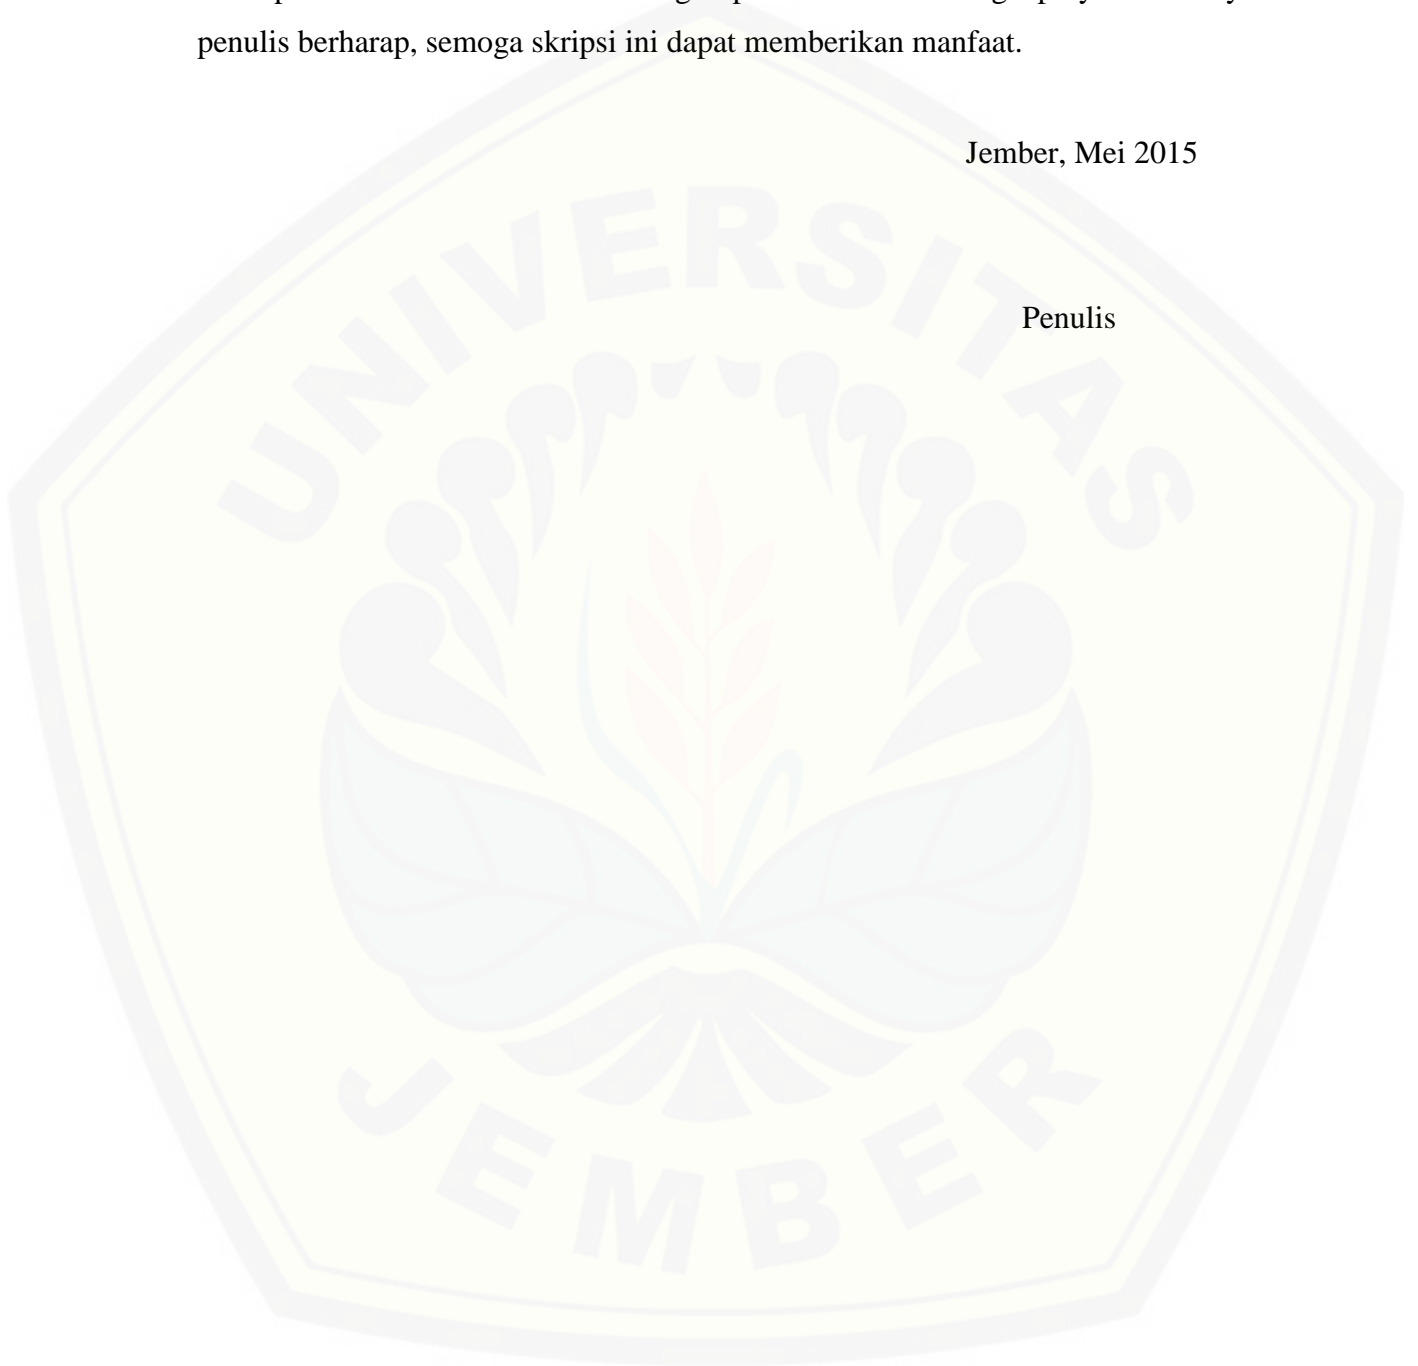 penulis berharap, semoga skripsi ini dapat memberikan manfaat.
Jember, Mei 2015
Penulis
UNIVERSITAS
JEMBER